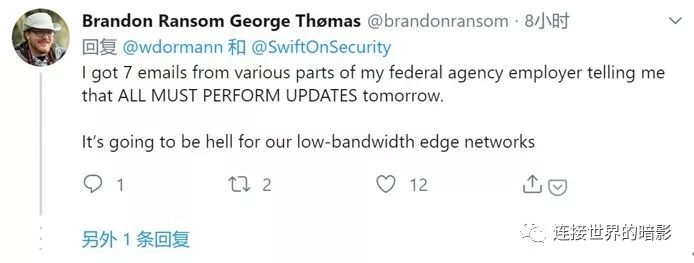 Brandon Ransom George Thømas @brandonransom · 8小时
回复 @wdormann 和 @SwiftOnSecurity
I got 7 emails from various parts of my federal agency employer telling me
that ALL MUST PERFORM UPDATES tomorrow.
It's going to be hell for our low-bandwidth edge networks
1 2 12
另外 1 条回复
连接世界的暗影